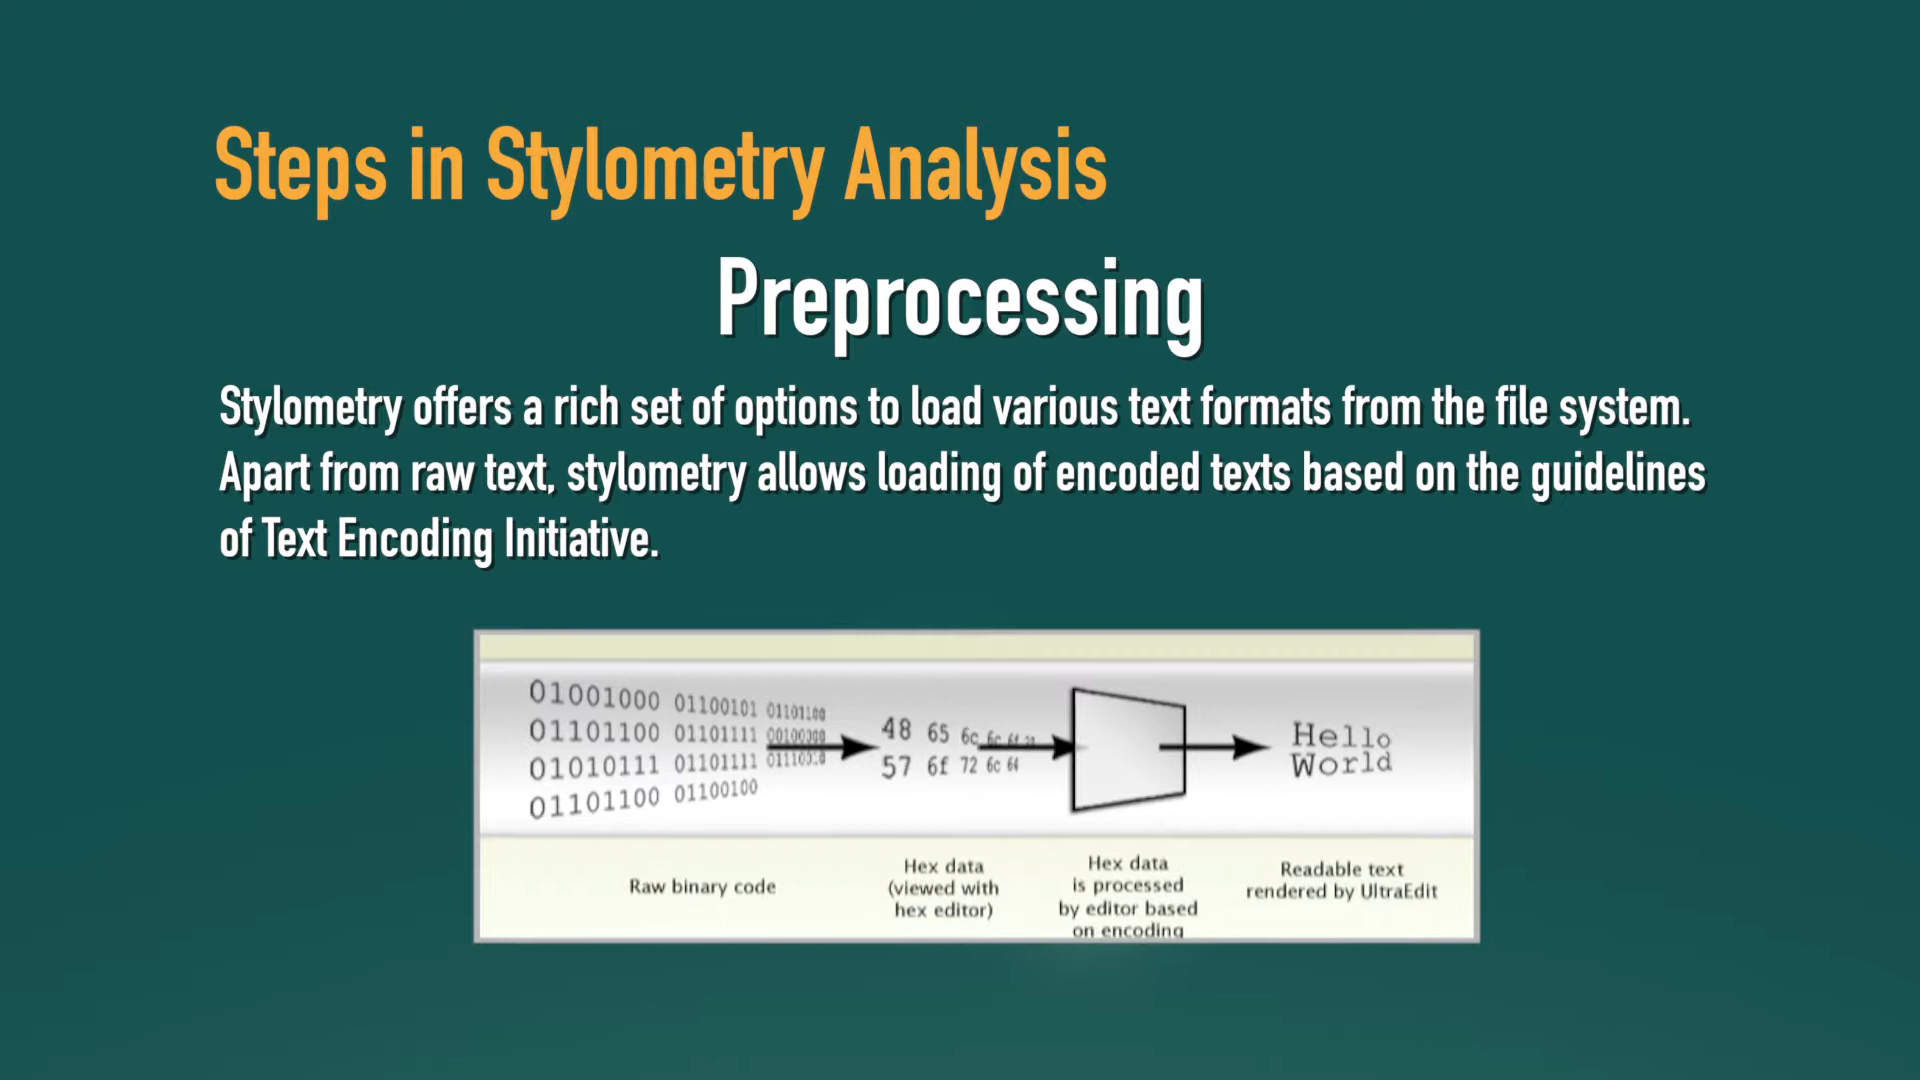 Steps in Stylometry Analysis
Preprocessing
Stylometry offers a rich set of options to load various text formats from the file system.
Apart from raw text, stylometry allows loading of encoded texts based on the guidelines
of Text Encoding Initiative.
01001000 01100101 01101100
01101100 01101111 00100000
01010111 01101111
01101100 01100100
48 65 6c 6c 6f
57 6f 72 6c 64
Hello
World
Raw binary code
Hex data
(viewed with
hex editor)
Hex data
is processed
by editor based
on encoding
Readable text
rendered by UltraEdit